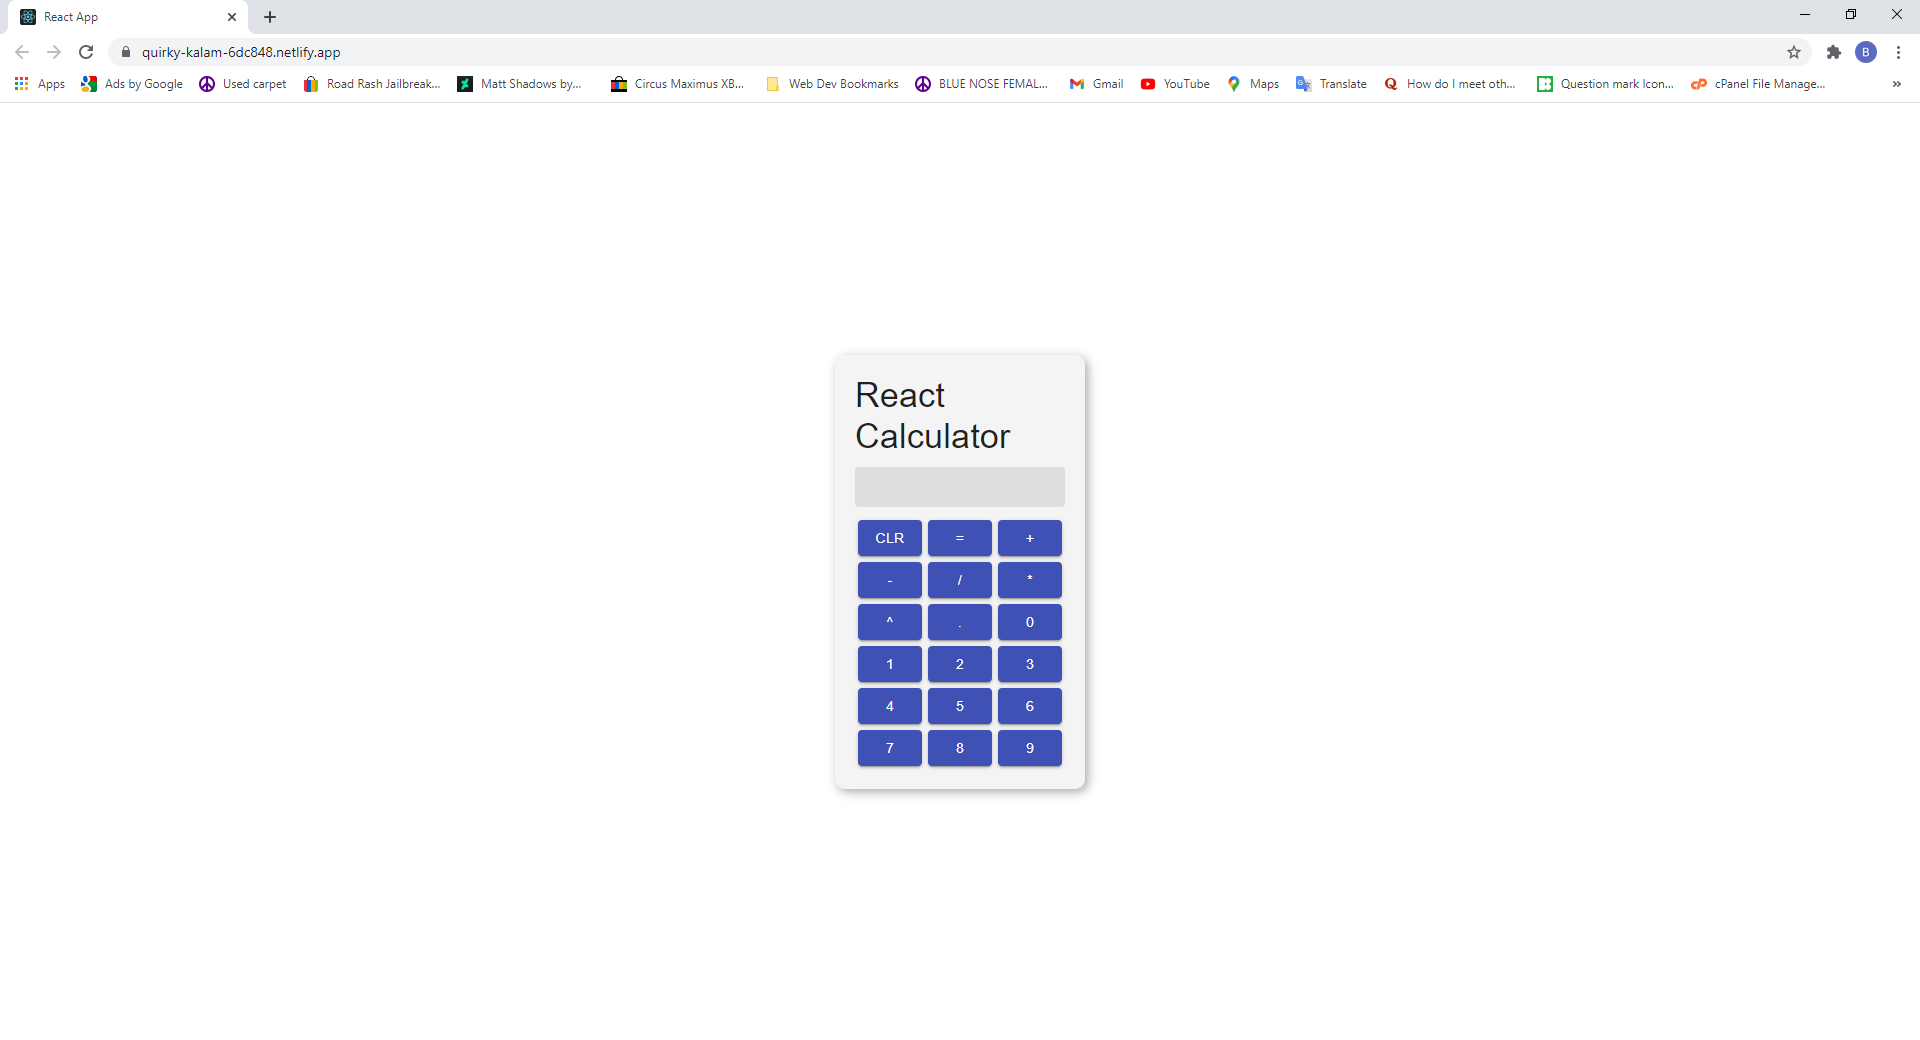 React App
quirky-kalam-6dc848.netlify.app
B
Apps Ads by Google Used carpet Road Rash Jailbreak... Matt Shadows by... Circus Maximus XB... Web Dev Bookmarks BLUE NOSE FEMAL... Gmail YouTube Maps Translate How do I meet oth... Question mark Icon... cPanel File Manage... »
React
Calculator
CLR = +
- / *
^ . 0
1 2 3
4 5 6
7 8 9